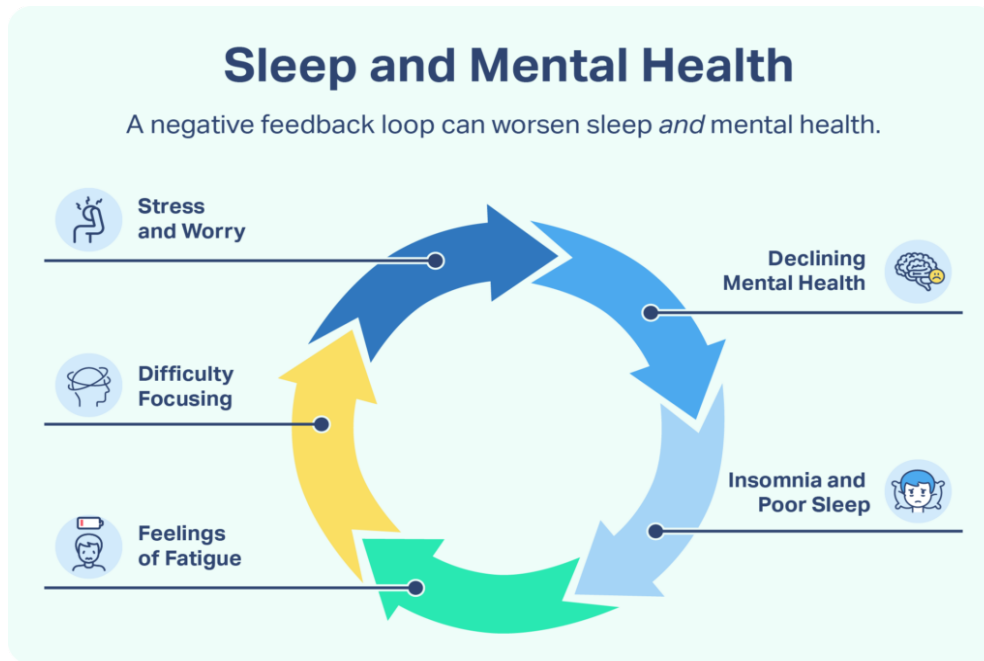 Sleep and Mental Health
A negative feedback loop can worsen sleep and mental health.
Stress
and Worry
Declining
Mental Health
Difficulty
Focusing
Insomnia and
Poor Sleep
Feelings
of Fatigue